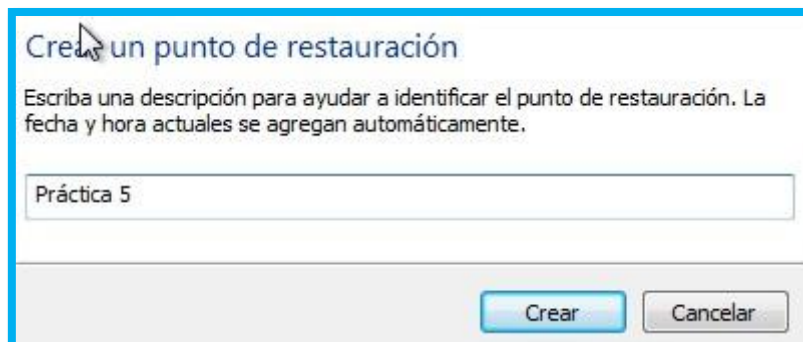 Crear un punto de restauración
Escriba una descripción para ayudar a identificar el punto de restauración. La
fecha y hora actuales se agregan automáticamente.
Práctica 5
Crear
Cancelar